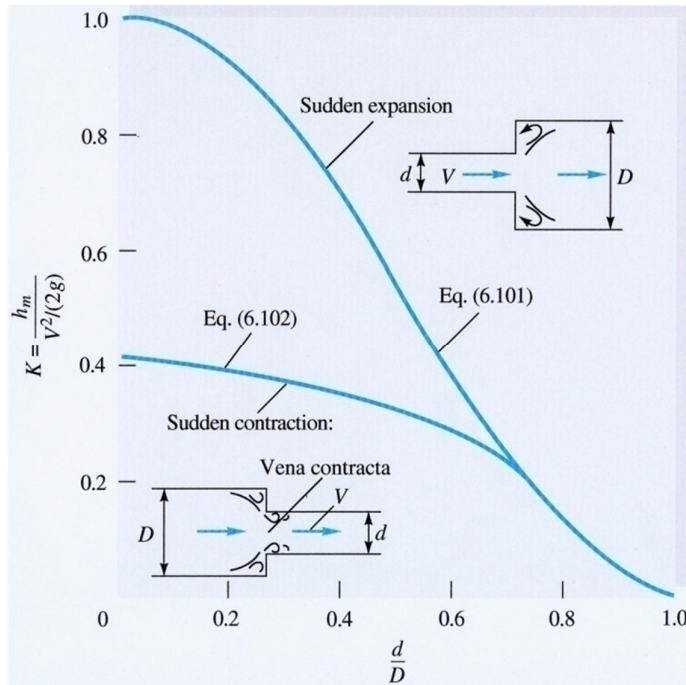 1.0
Sudden expansion
0.8
d V D
0.6
Eq. (6.101)
Eq. (6.102)
K = h_m / V²/(2g)
0.4
Sudden contraction:
Vena contracta
0.2
V
D d
0 0.2 0.4 0.6 0.8 1.0
d
D